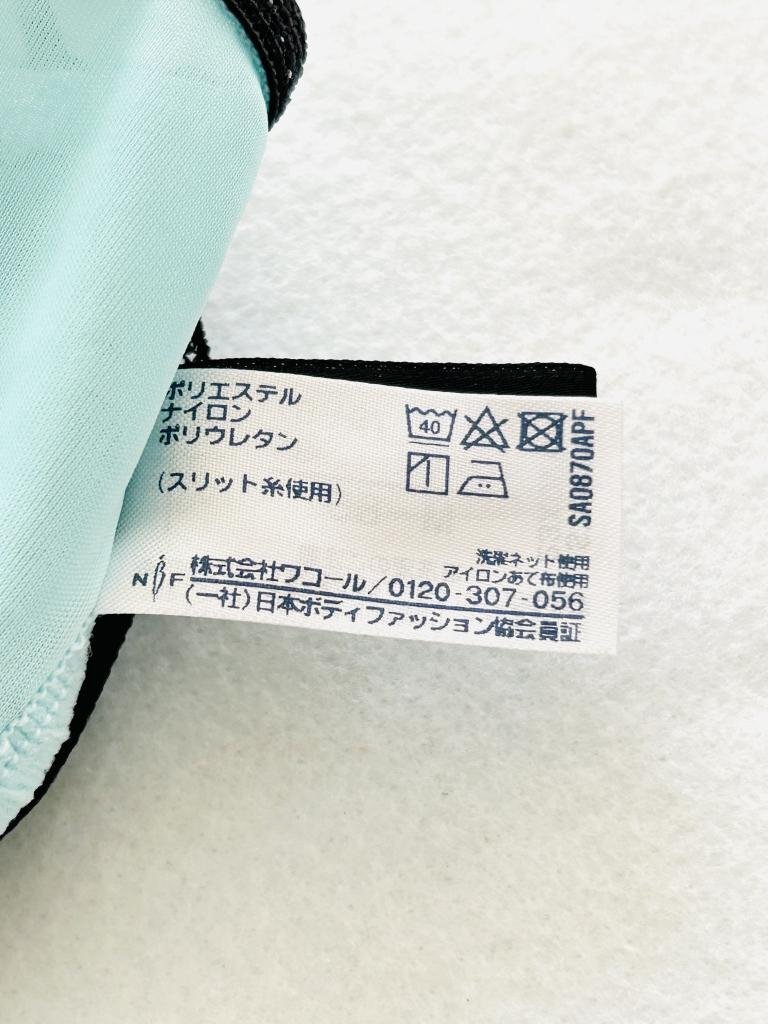 ポリエステル
ナイロン
ポリウレタン
(スリット糸使用)
40
SA0870APF
洗濯ネット使用
アイロンあて布使用
NBF
株式会社ワコール/0120-307-056
(一社)日本ボディファッション協会員証